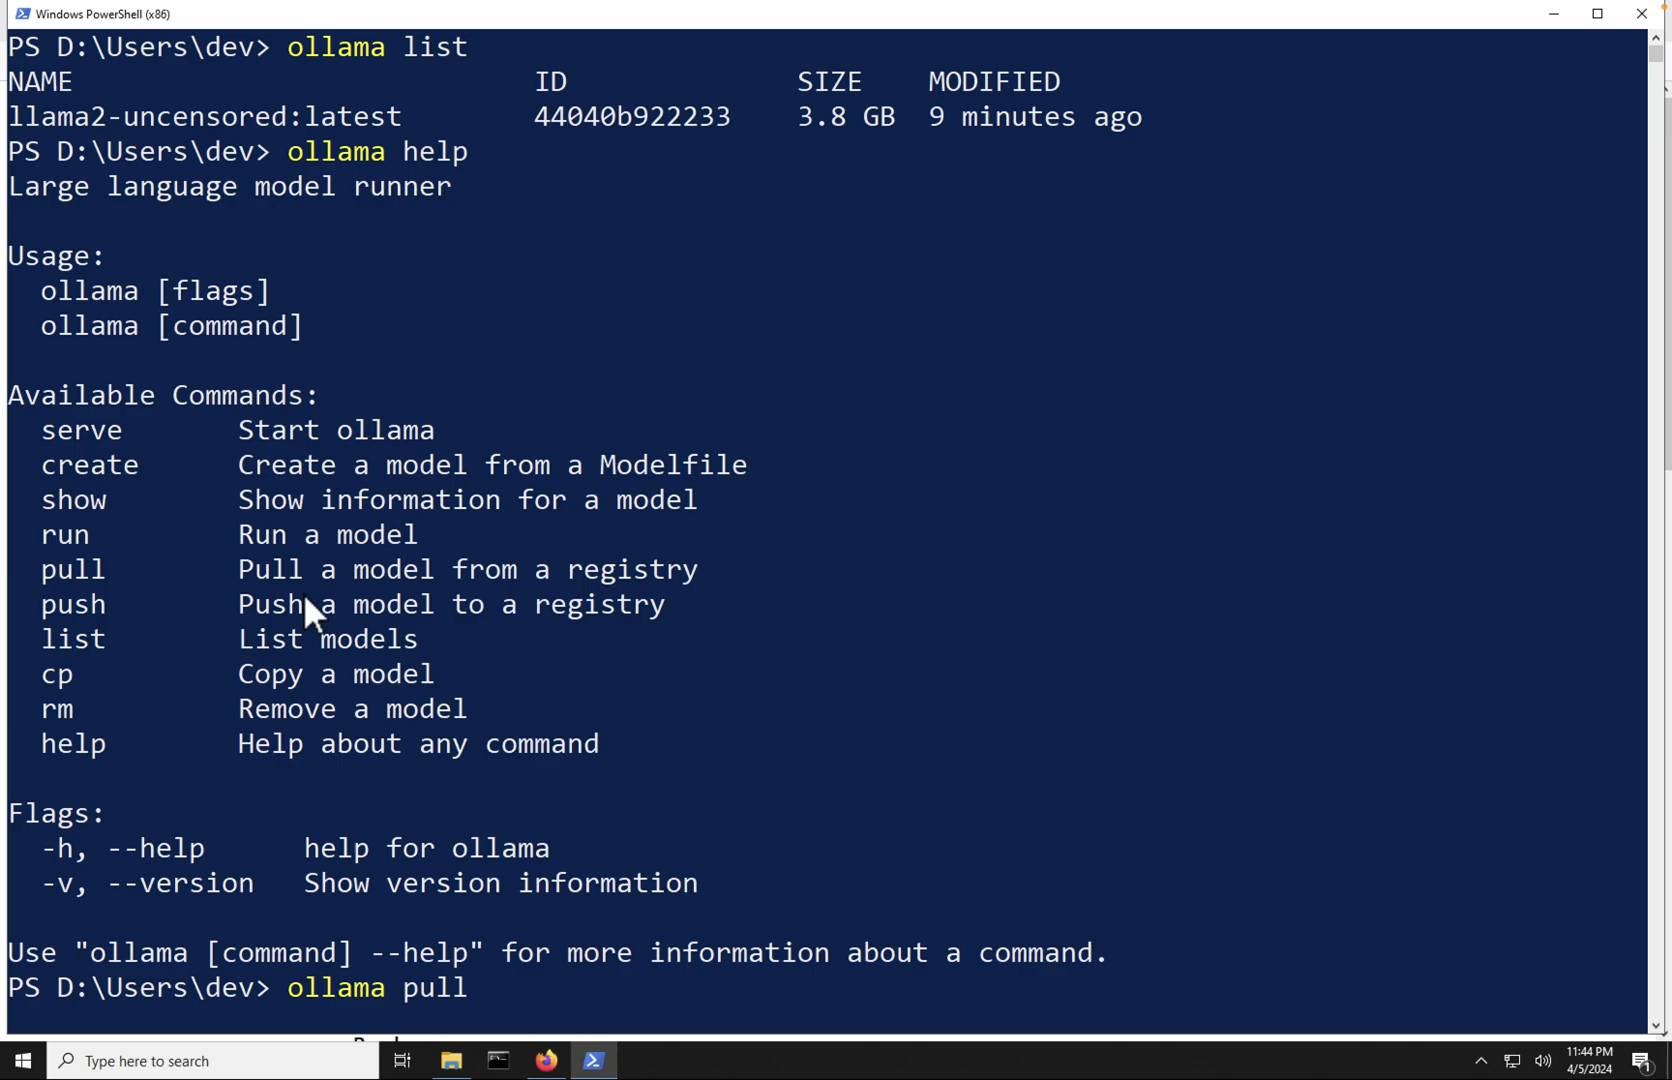 Windows PowerShell (x86)
PS D:\Users\dev> ollama list
NAME ID SIZE MODIFIED
llama2-uncensored:latest 44040b922233 3.8 GB 9 minutes ago
PS D:\Users\dev> ollama help
Large language model runner
Usage:
ollama [flags]
ollama [command]
Available Commands:
serve Start ollama
create Create a model from a Modelfile
show Show information for a model
run Run a model
pull Pull a model from a registry
push Push a model to a registry
list List models
cp Copy a model
rm Remove a model
help Help about any command
Flags:
-h, --help help for ollama
-v, --version Show version information
Use "ollama [command] --help" for more information about a command.
PS D:\Users\dev> ollama pull
Type here to search
11:44 PM
4/5/2024
1